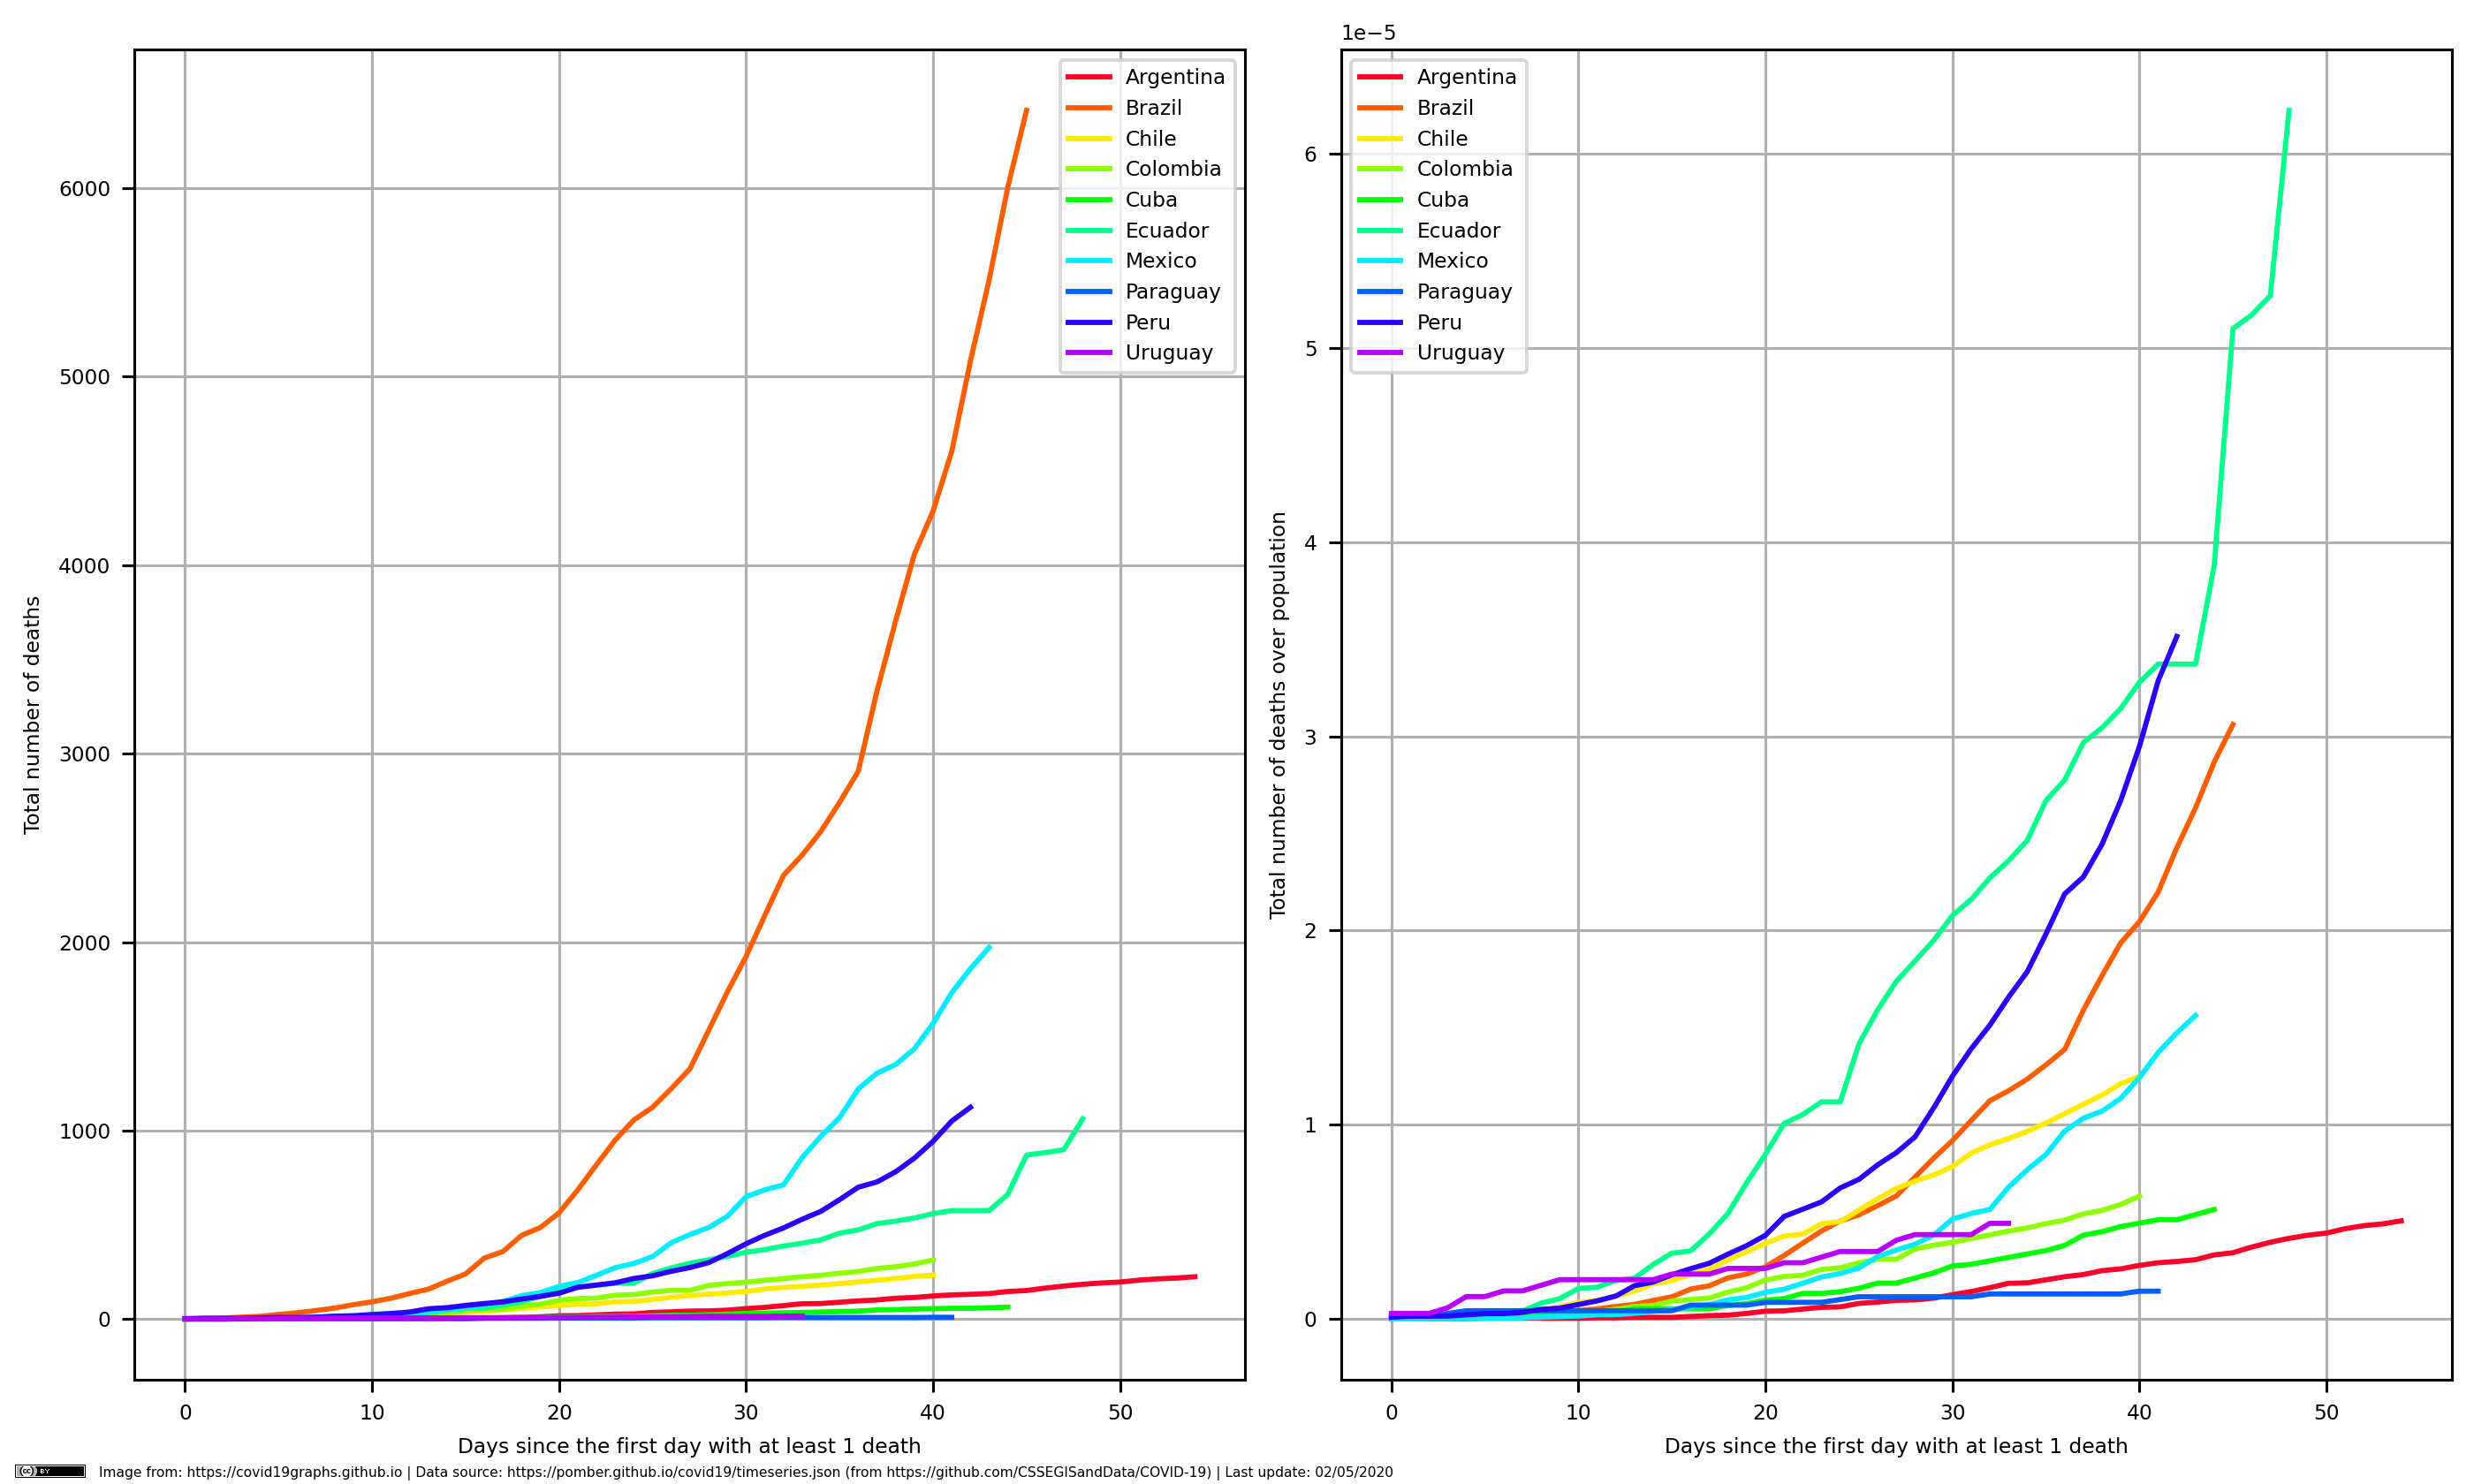 Total number of deaths
6000
5000
4000
3000
2000
1000
0
0 10 20 30 40 50
Days since the first day with at least 1 death
Argentina
Brazil
Chile
Colombia
Cuba
Ecuador
Mexico
Paraguay
Peru
Uruguay
1e−5
Total number of deaths over population
6
5
4
3
2
1
0
0 10 20 30 40 50
Days since the first day with at least 1 death
Argentina
Brazil
Chile
Colombia
Cuba
Ecuador
Mexico
Paraguay
Peru
Uruguay
(cc) BY Image from: https://covid19graphs.github.io | Data source: https://pomber.github.io/covid19/timeseries.json (from https://github.com/CSSEGISandData/COVID-19) | Last update: 02/05/2020